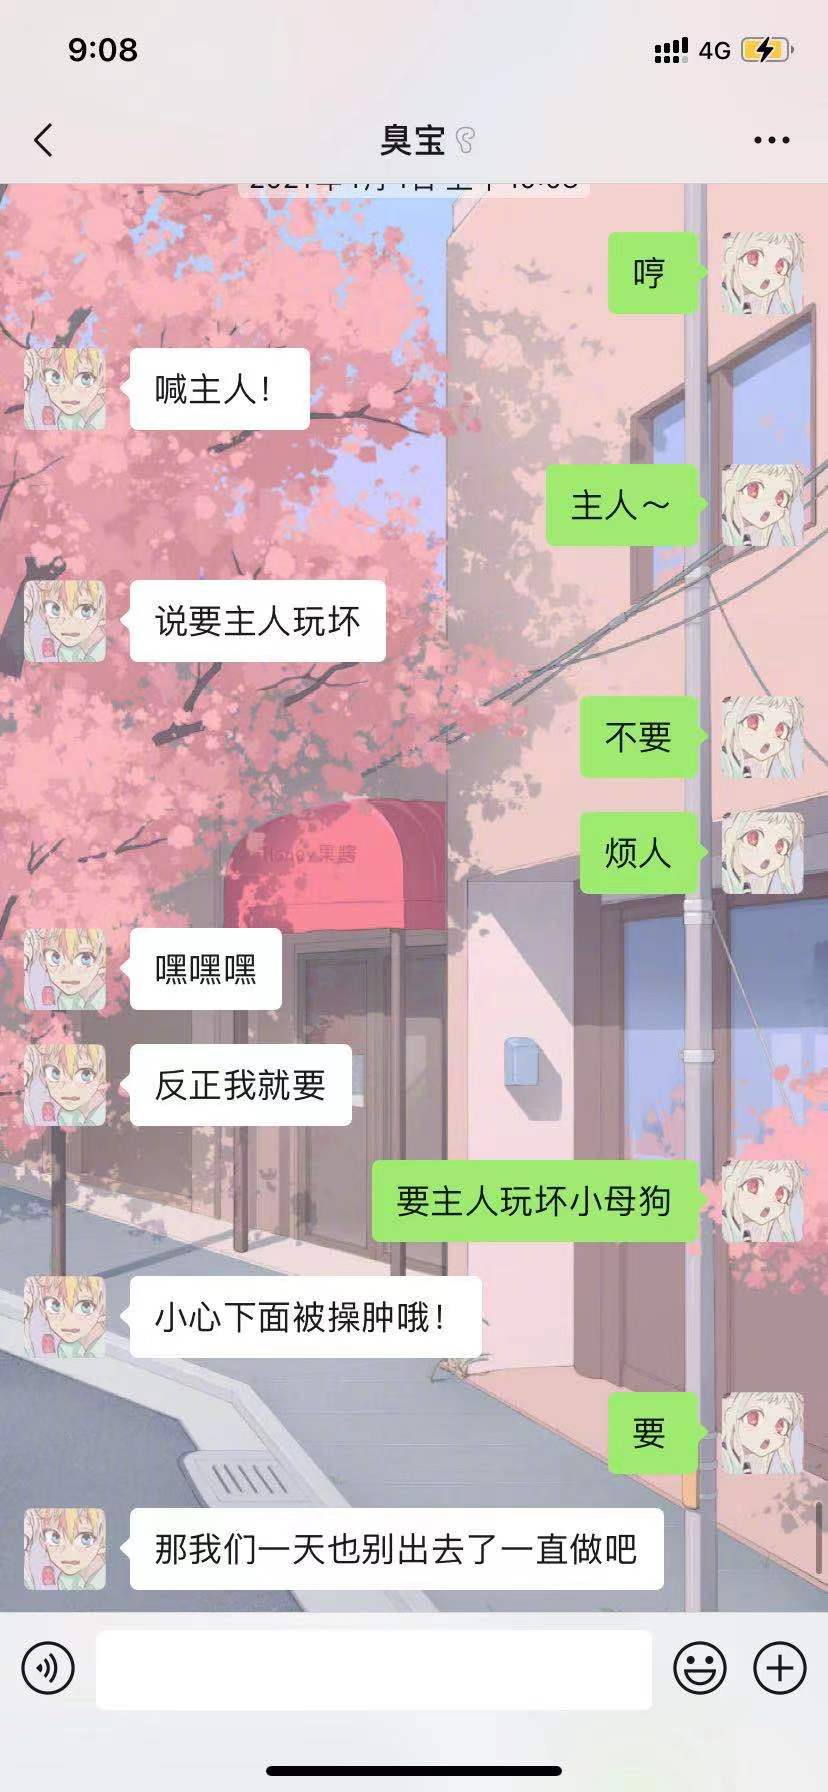 9:08
4G
臭宝
哼
喊主人！
主人～
说要主人玩坏
不要
烦人
嘿嘿嘿
反正我就要
要主人玩坏小母狗
小心下面被操肿哦！
要
那我们一天也别出去了一直做吧